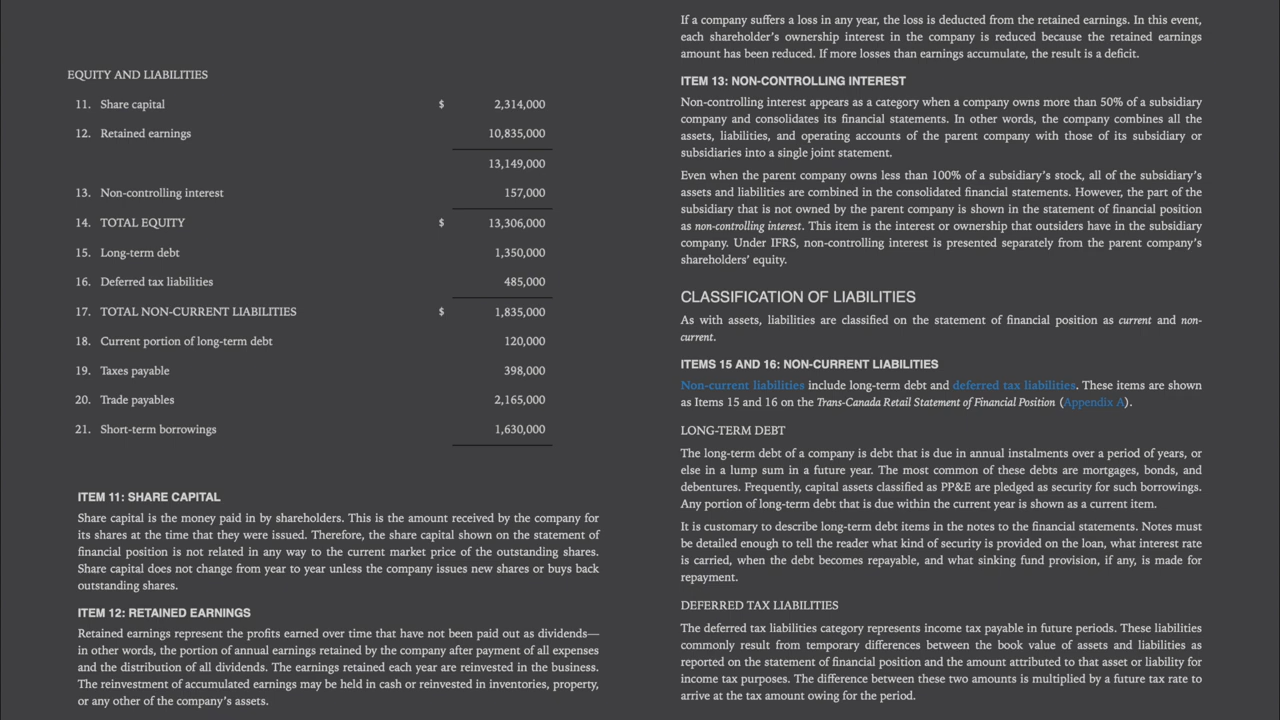 EQUITY AND LIABILITIES
11. Share capital $ 2,314,000
12. Retained earnings 10,835,000
13,149,000
13. Non-controlling interest 157,000
14. TOTAL EQUITY $ 13,306,000
15. Long-term debt 1,350,000
16. Deferred tax liabilities 485,000
17. TOTAL NON-CURRENT LIABILITIES $ 1,835,000
18. Current portion of long-term debt 120,000
19. Taxes payable 398,000
20. Trade payables 2,165,000
21. Short-term borrowings 1,630,000
ITEM 11: SHARE CAPITAL
Share capital is the money paid in by shareholders. This is the amount received by the company for
its shares at the time that they were issued. Therefore, the share capital shown on the statement of
financial position is not related in any way to the current market price of the outstanding shares.
Share capital does not change from year to year unless the company issues new shares or buys back
outstanding shares.
ITEM 12: RETAINED EARNINGS
Retained earnings represent the profits earned over time that have not been paid out as dividends—
in other words, the portion of annual earnings retained by the company after payment of all expenses
and the distribution of all dividends. The earnings retained each year are reinvested in the business.
The reinvestment of accumulated earnings may be held in cash or reinvested in inventories, property,
or any other of the company's assets.
If a company suffers a loss in any year, the loss is deducted from the retained earnings. In this event,
each shareholder's ownership interest in the company is reduced because the retained earnings
amount has been reduced. If more losses than earnings accumulate, the result is a deficit.
ITEM 13: NON-CONTROLLING INTEREST
Non-controlling interest appears as a category when a company owns more than 50% of a subsidiary
company and consolidates its financial statements. In other words, the company combines all the
assets, liabilities, and operating accounts of the parent company with those of its subsidiary or
subsidiaries into a single joint statement.
Even when the parent company owns less than 100% of a subsidiary's stock, all of the subsidiary's
assets and liabilities are combined in the consolidated financial statements. However, the part of the
subsidiary that is not owned by the parent company is shown in the statement of financial position
as non-controlling interest. This item is the interest or ownership that outsiders have in the subsidiary
company. Under IFRS, non-controlling interest is presented separately from the parent company's
shareholders' equity.
CLASSIFICATION OF LIABILITIES
As with assets, liabilities are classified on the statement of financial position as current and non-
current.
ITEMS 15 AND 16: NON-CURRENT LIABILITIES
Non-current liabilities include long-term debt and deferred tax liabilities. These items are shown
as Items 15 and 16 on the Trans-Canada Retail Statement of Financial Position (Appendix A).
LONG-TERM DEBT
The long-term debt of a company is debt that is due in annual instalments over a period of years, or
else in a lump sum in a future year. The most common of these debts are mortgages, bonds, and
debentures. Frequently, capital assets classified as PP&E are pledged as security for such borrowings.
Any portion of long-term debt that is due within the current year is shown as a current item.
It is customary to describe long-term debt items in the notes to the financial statements. Notes must
be detailed enough to tell the reader what kind of security is provided on the loan, what interest rate
is carried, when the debt becomes repayable, and what sinking fund provision, if any, is made for
repayment.
DEFERRED TAX LIABILITIES
The deferred tax liabilities category represents income tax payable in future periods. These liabilities
commonly result from temporary differences between the book value of assets and liabilities as
reported on the statement of financial position and the amount attributed to that asset or liability for
income tax purposes. The difference between these two amounts is multiplied by a future tax rate to
arrive at the tax amount owing for the period.